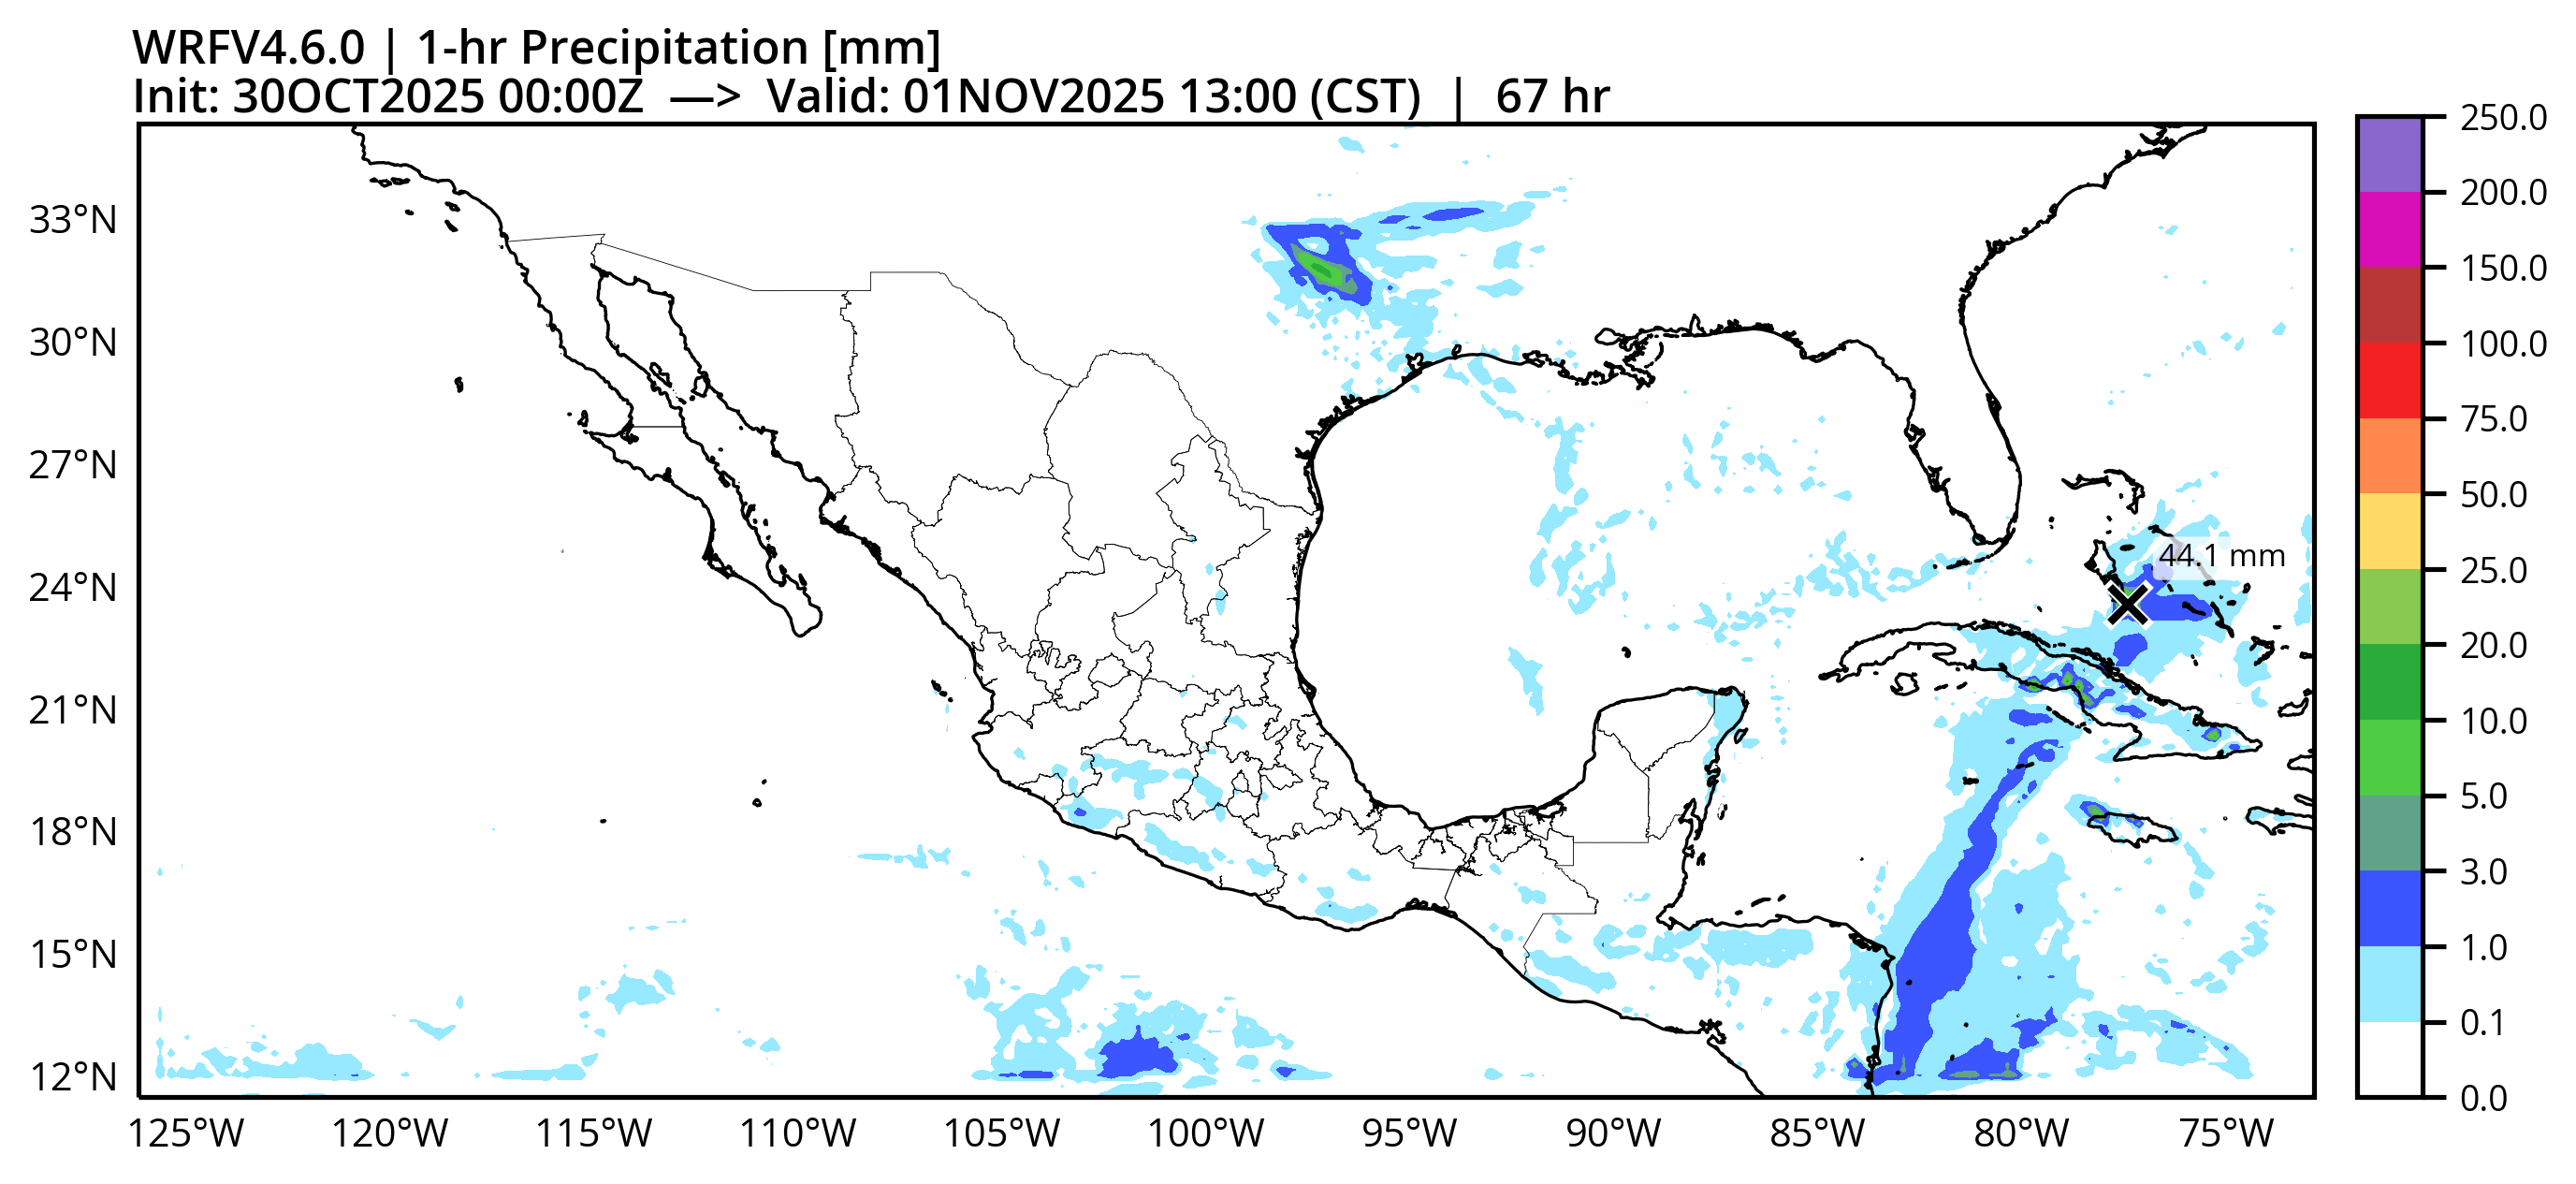 WRFV4.6.0 | 1-hr Precipitation [mm]
Init: 30OCT2025 00:00Z —> Valid: 01NOV2025 13:00 (CST) | 67 hr
33°N
30°N
27°N
24°N
21°N
18°N
15°N
12°N
44.1 mm
125°W 120°W 115°W 110°W 105°W 100°W 95°W 90°W 85°W 80°W 75°W
250.0
200.0
150.0
100.0
75.0
50.0
25.0
20.0
10.0
5.0
3.0
1.0
0.1
0.0